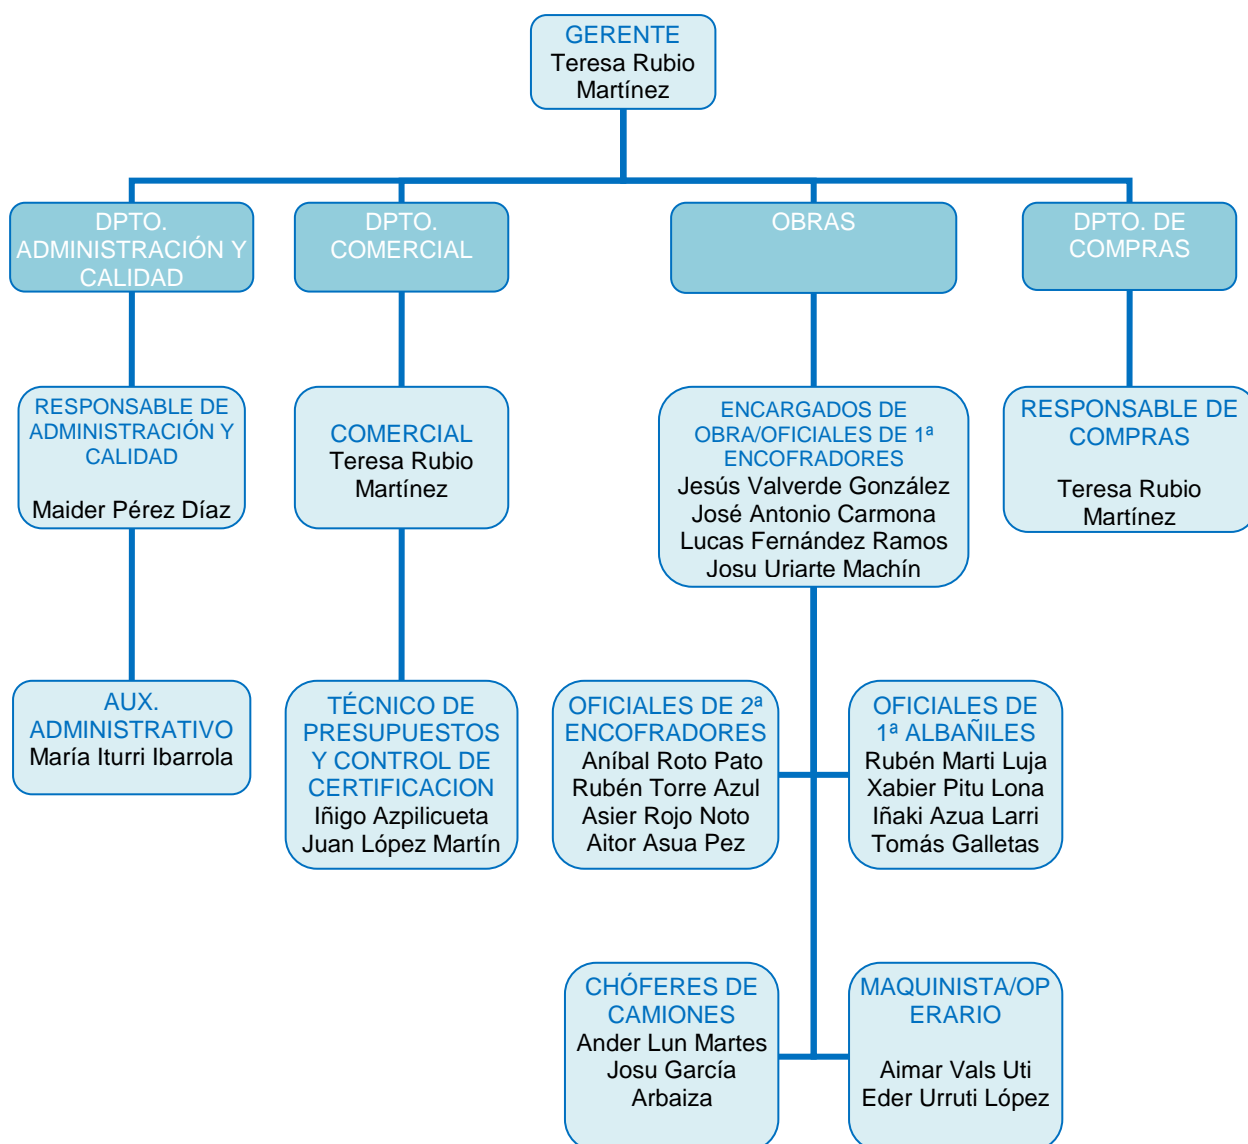 GERENTE
Teresa Rubio
Martínez
DPTO.
ADMINISTRACIÓN Y
CALIDAD
DPTO.
COMERCIAL
OBRAS
DPTO. DE
COMPRAS
RESPONSABLE DE
ADMINISTRACIÓN Y
CALIDAD
Maider Pérez Díaz
COMERCIAL
Teresa Rubio
Martínez
ENCARGADOS DE
OBRA/OFICIALES DE 1ª
ENCOFRADORES
Jesús Valverde González
José Antonio Carmona
Lucas Fernández Ramos
Josu Uriarte Machín
RESPONSABLE DE
COMPRAS
Teresa Rubio
Martínez
AUX.
ADMINISTRATIVO
María Iturri Ibarrola
TÉCNICO DE
PRESUPUESTOS
Y CONTROL DE
CERTIFICACION
Iñigo Azpilicueta
Juan López Martín
OFICIALES DE 2ª
ENCOFRADORES
Aníbal Roto Pato
Rubén Torre Azul
Asier Rojo Noto
Aitor Asua Pez
OFICIALES DE
1ª ALBAÑILES
Rubén Marti Luja
Xabier Pitu Lona
Iñaki Azua Larri
Tomás Galletas
CHÓFERES DE
CAMIONES
Ander Lun Martes
Josu García
Arbaiza
MAQUINISTA/OP
ERARIO
Aimar Vals Uti
Eder Urruti López